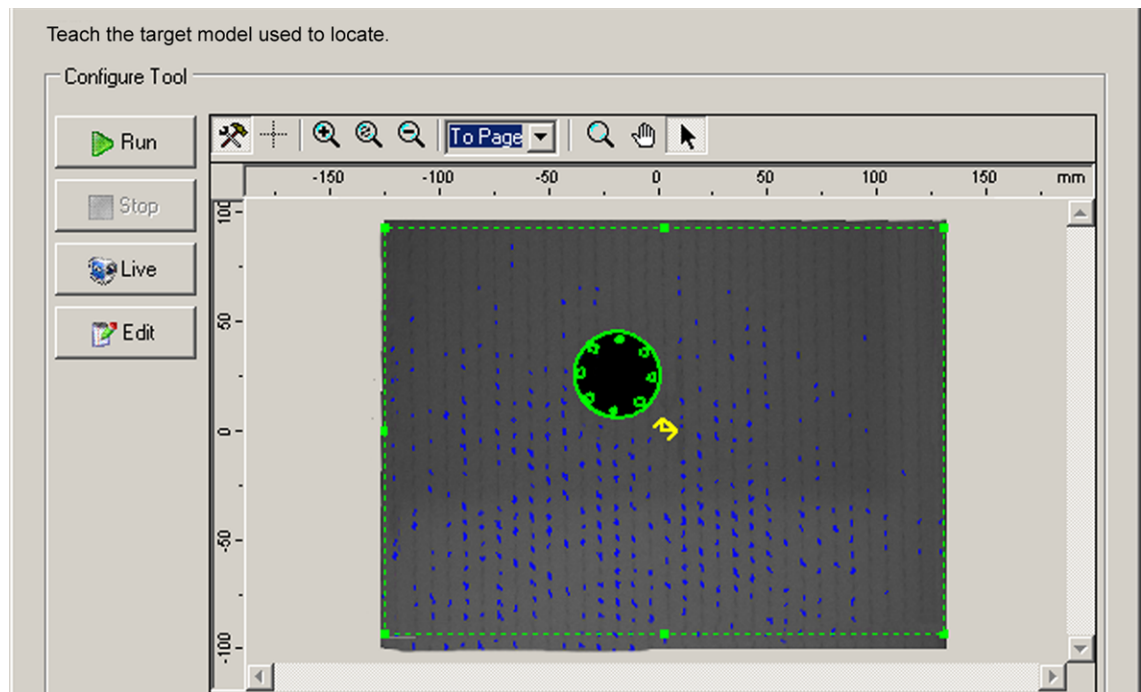 Teach the target model used to locate.
Configure Tool
Run
To Page
-150 -100 -50 0 50 100 150 mm
Stop
Live
Edit
100
50
0
-50
-100